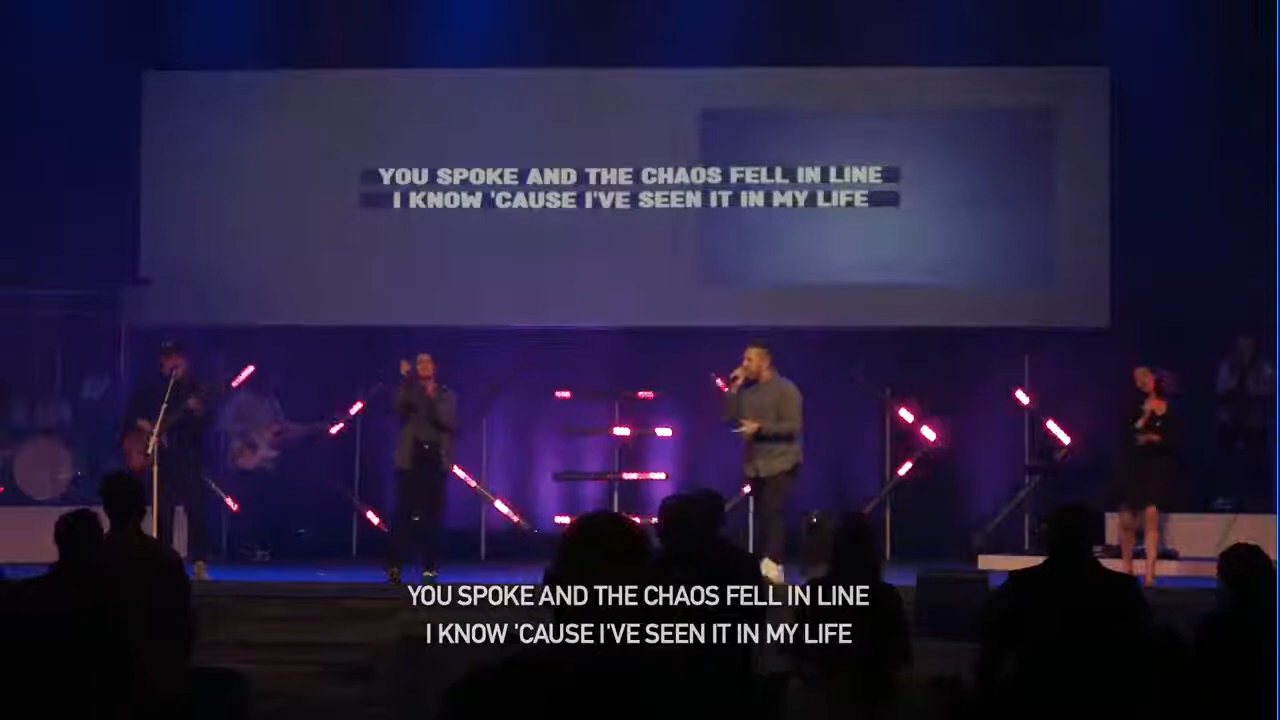 YOU SPOKE AND THE CHAOS FELL IN LINE
I KNOW 'CAUSE I'VE SEEN IT IN MY LIFE
YOU SPOKE AND THE CHAOS FELL IN LINE
I KNOW 'CAUSE I'VE SEEN IT IN MY LIFE